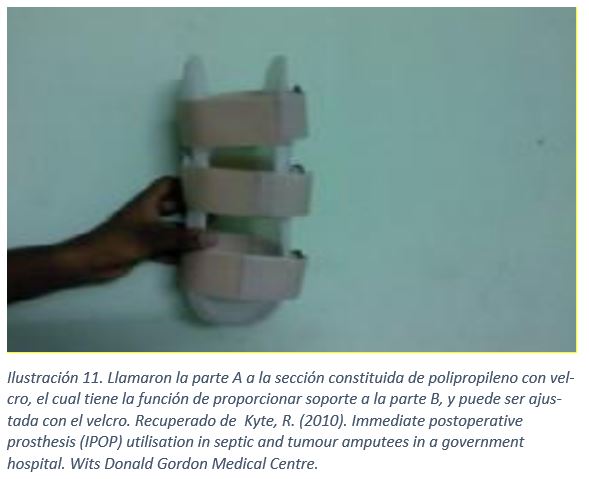 Ilustración 11. Llamaron la parte A a la sección constituida de polipropileno con vel-
cro, el cual tiene la función de proporcionar soporte a la parte B, y puede ser ajus-
tada con el velcro. Recuperado de  Kyte, R. (2010). Immediate postoperative
prosthesis (IPOP) utilisation in septic and tumour amputees in a government
hospital. Wits Donald Gordon Medical Centre.